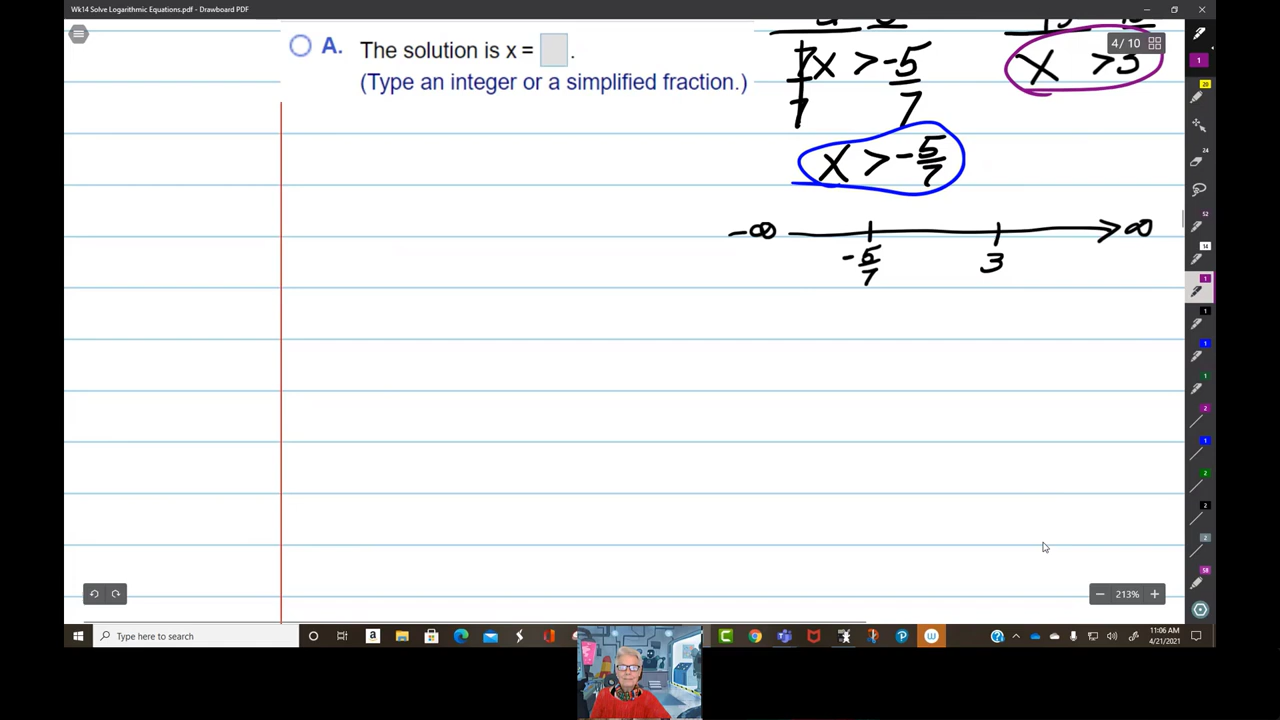 Wk14 Solve Logarithmic Equations.pdf - Drawboard PDF
4 / 10
A. The solution is x = .
(Type an integer or a simplified fraction.)
7x > -5
7 7
x > 3
x > -5/7
-∞ ∞
-5/7 3
213%
Type here to search
11:06 AM
4/21/2021